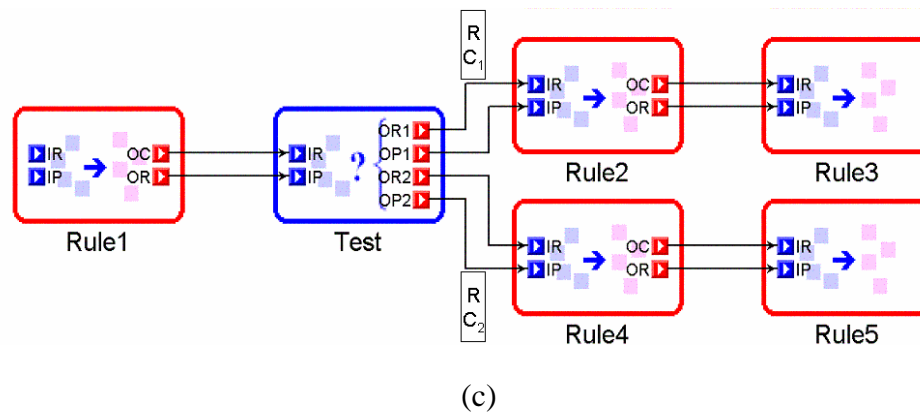 R
C1
IR
IP
OC
OR
Rule2
IR
IP
Rule3
IR
IP
OC
OR
Rule1
IR
IP
?
OR1
OP1
OR2
OP2
Test
R
C2
IR
IP
OC
OR
Rule4
IR
IP
Rule5
(c)